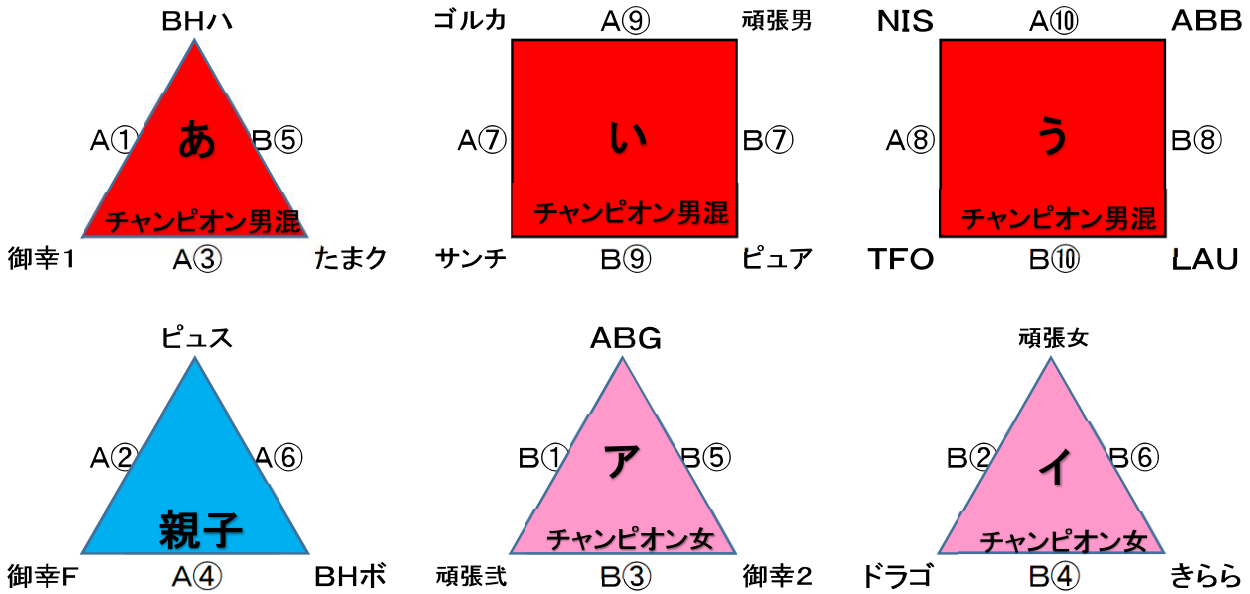 BHハ
A①
B⑤
あ
チャンピオン男混
御幸1
A③
たまク
ゴルカ
A⑨
頑張男
A⑦
い
B⑦
チャンピオン男混
サンチ
B⑨
ピュア
NIS
A⑩
ABB
A⑧
う
B⑧
チャンピオン男混
TFO
B⑩
LAU
ピュス
A②
A⑥
親子
御幸F
A④
BHボ
ABG
B①
ア
B⑤
チャンピオン女
頑張弐
B③
御幸2
頑張女
B②
イ
B⑥
チャンピオン女
ドラゴ
B④
きらら